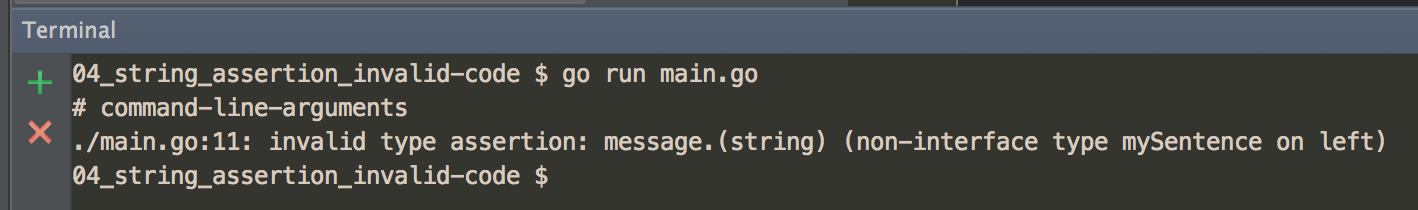 Terminal
04_string_assertion_invalid-code $ go run main.go
# command-line-arguments
./main.go:11: invalid type assertion: message.(string) (non-interface type mySentence on left)
04_string_assertion_invalid-code $